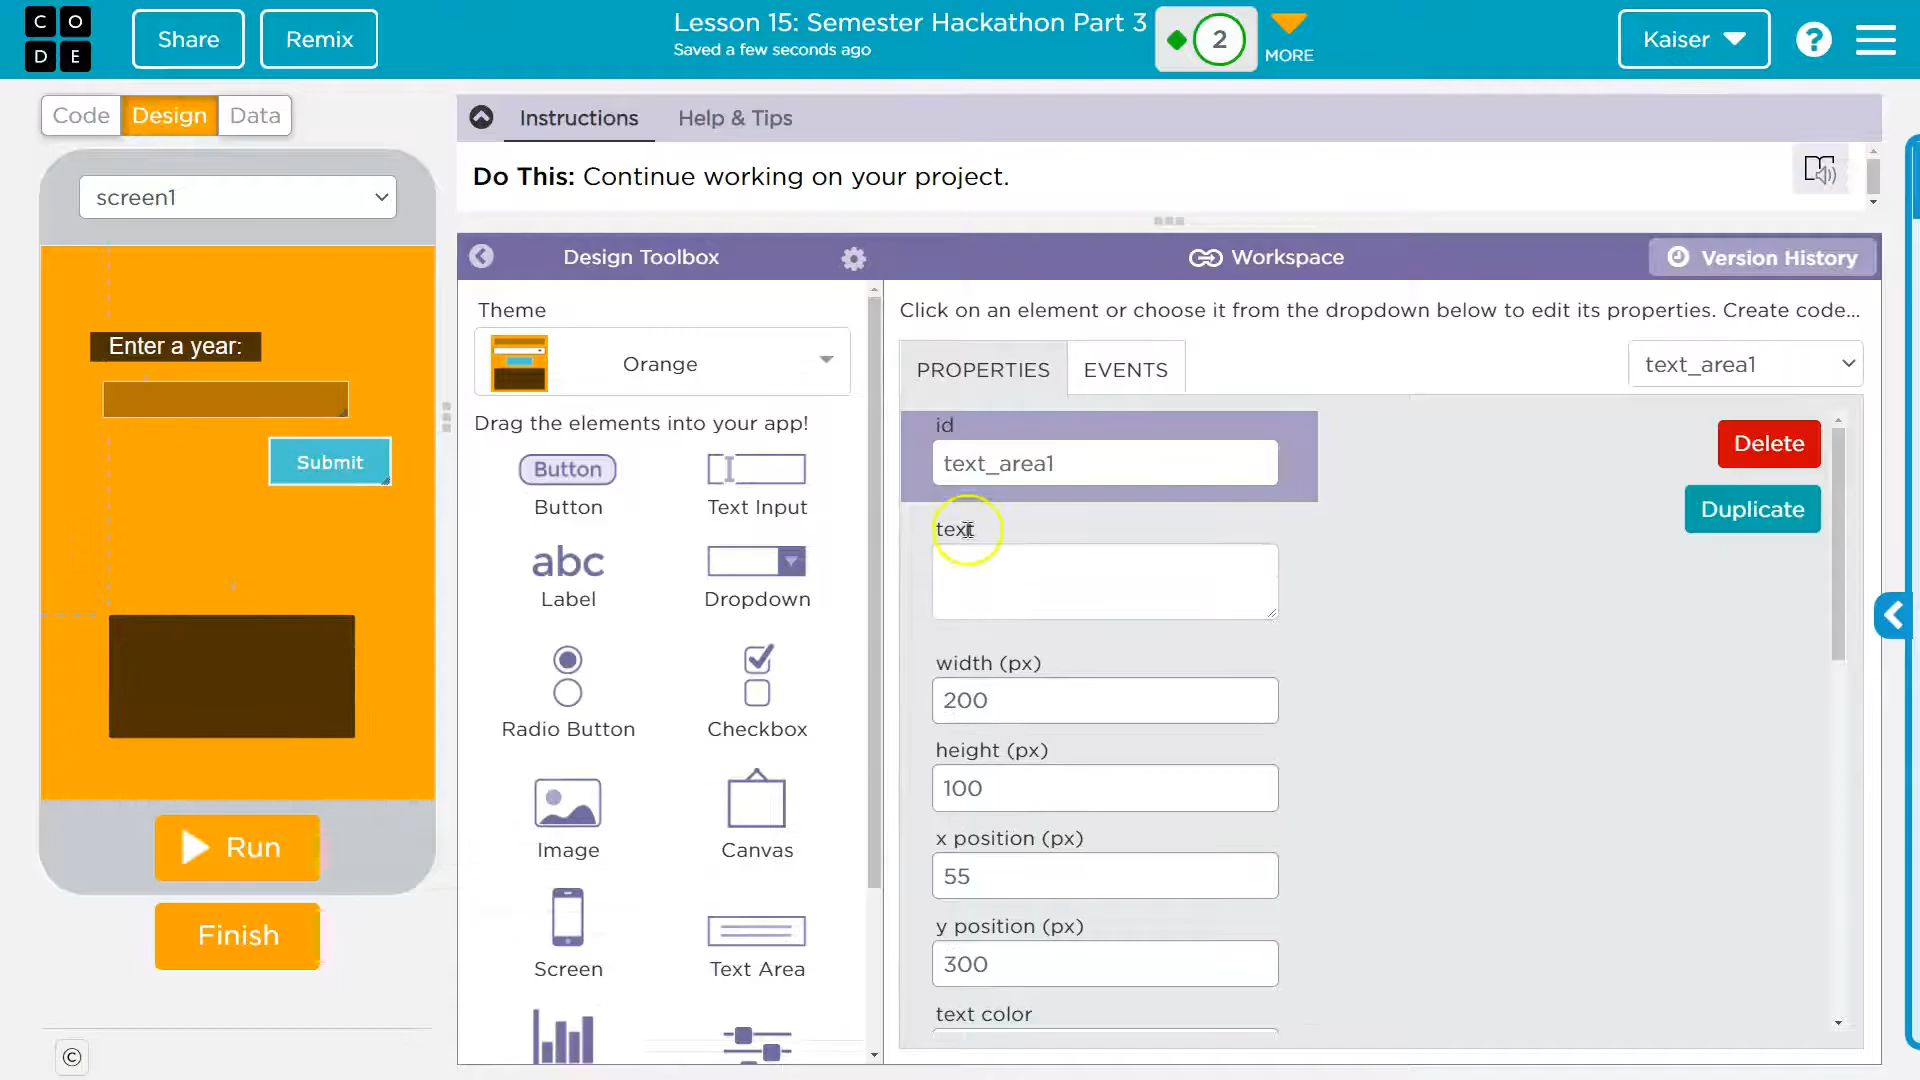 CO
DE
Share
Remix
Lesson 15: Semester Hackathon Part 3
Saved a few seconds ago
2
MORE
Kaiser
?
Code
Design
Data
Instructions
Help & Tips
Do This: Continue working on your project.
screen1
Enter a year:
Submit
Run
Finish
©
Design Toolbox
Workspace
Version History
Theme
Orange
Drag the elements into your app!
Button
Button
Text Input
abc
Label
Dropdown
Radio Button
Checkbox
Image
Canvas
Screen
Text Area
Click on an element or choose it from the dropdown below to edit its properties. Create code...
PROPERTIES
EVENTS
text_area1
id
text_area1
Delete
Duplicate
text
width (px)
200
height (px)
100
x position (px)
55
y position (px)
300
text color